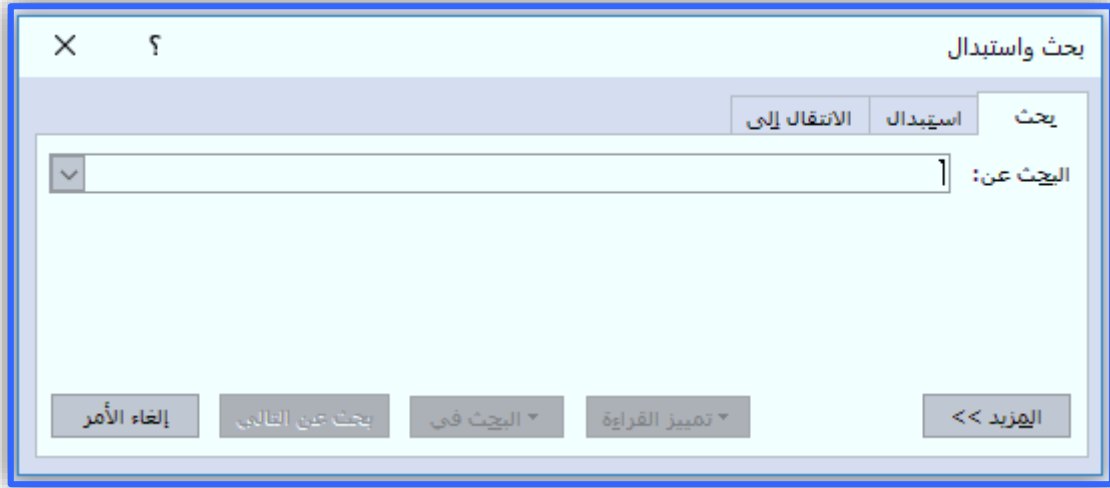 بحث واستبدال ؟
بحث استبدال الانتقال إلى
البحث عن:
المزيد >> تمييز القراءة البحث في بحث عن التالي إلغاء الأمر